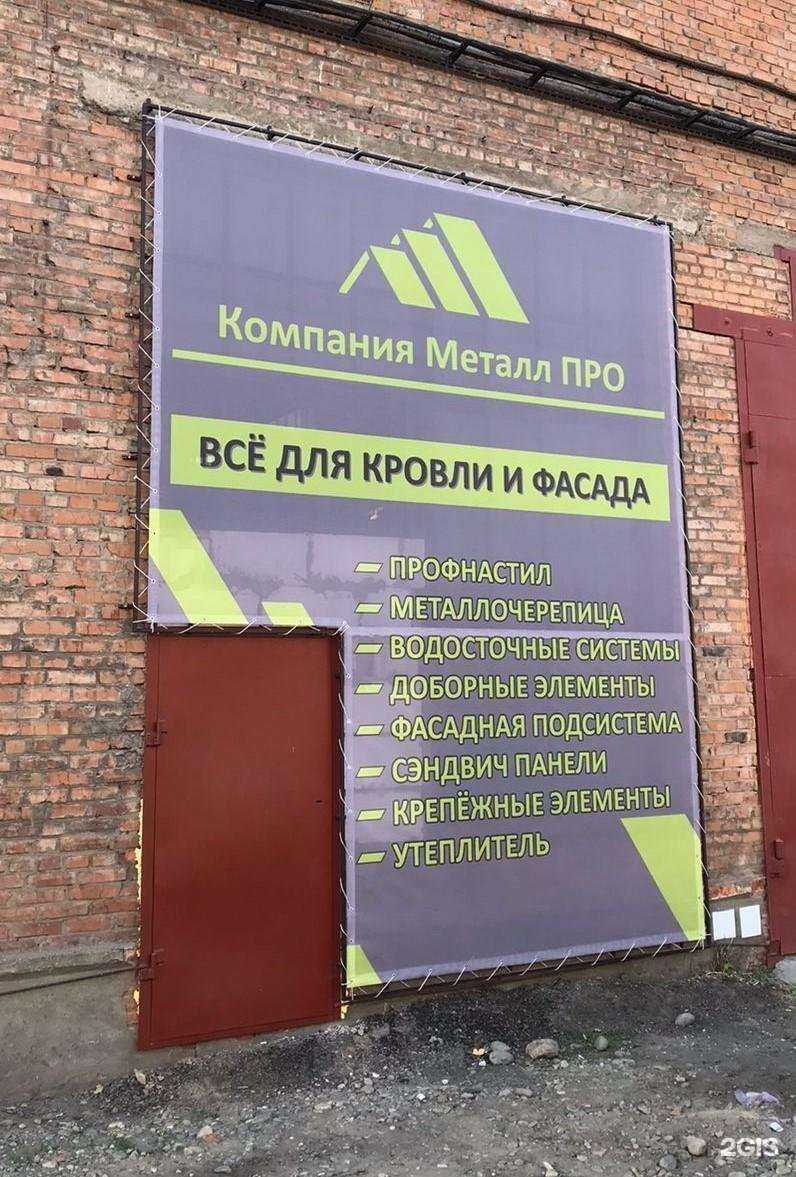 Компания Металл ПРО
ВСЁ ДЛЯ КРОВЛИ И ФАСАДА
– ПРОФНАСТИЛ
– МЕТАЛЛОЧЕРЕПИЦА
– ВОДОСТОЧНЫЕ СИСТЕМЫ
– ДОБОРНЫЕ ЭЛЕМЕНТЫ
– ФАСАДНАЯ ПОДСИСТЕМА
– СЭНДВИЧ ПАНЕЛИ
– КРЕПЁЖНЫЕ ЭЛЕМЕНТЫ
– УТЕПЛИТЕЛЬ
2GIS